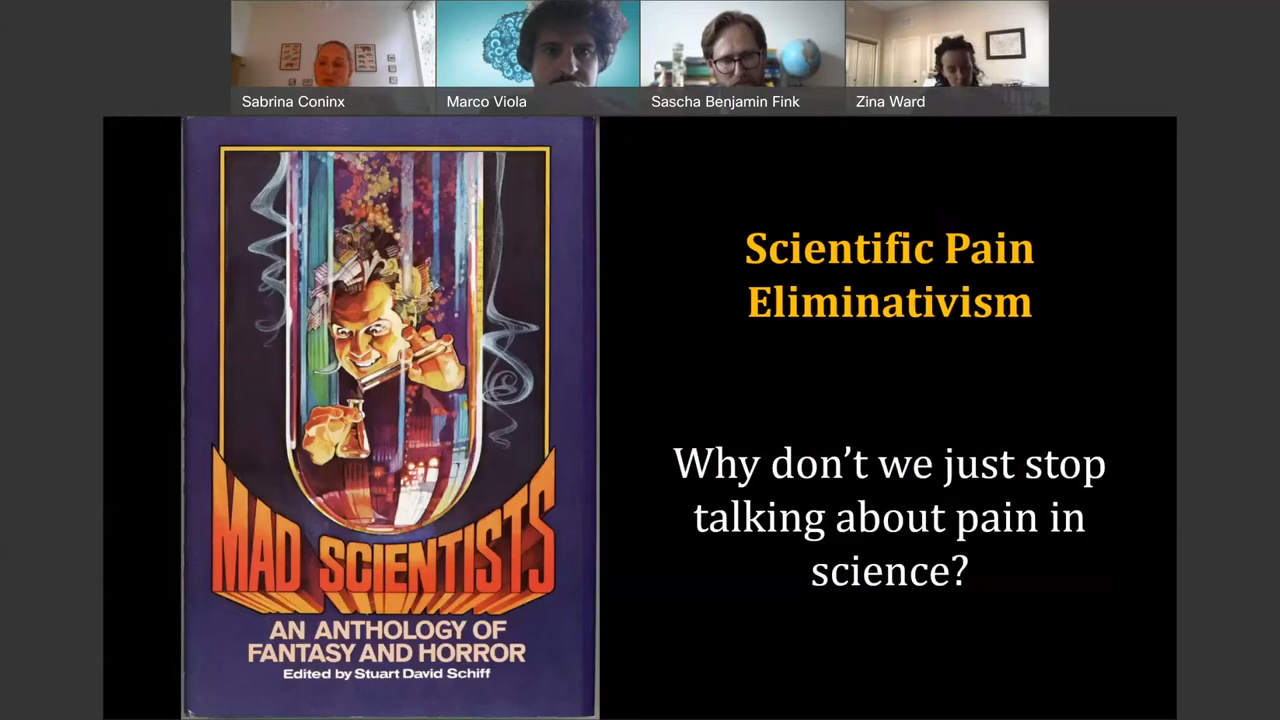 Sabrina Coninx
Marco Viola
Sascha Benjamin Fink
Zina Ward
MAD SCIENTISTS
AN ANTHOLOGY OF
FANTASY AND HORROR
Edited by Stuart David Schiff
Scientific Pain
Eliminativism
Why don’t we just stop
talking about pain in
science?